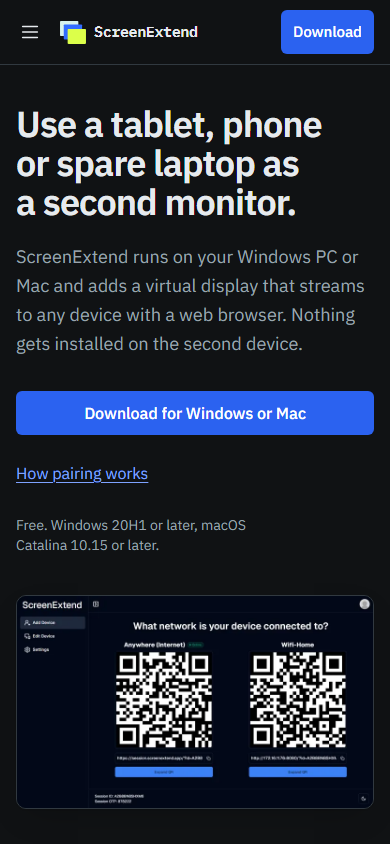 ScreenExtend
Download
Use a tablet, phone
or spare laptop as
a second monitor.
ScreenExtend runs on your Windows PC or
Mac and adds a virtual display that streams
to any device with a web browser. Nothing
gets installed on the second device.
Download for Windows or Mac
How pairing works
Free. Windows 20H1 or later, macOS
Catalina 10.15 or later.
ScreenExtend
Add Device
Edit Device
Settings
What network is your device connected to?
Anywhere (Internet)
Wifi-Home